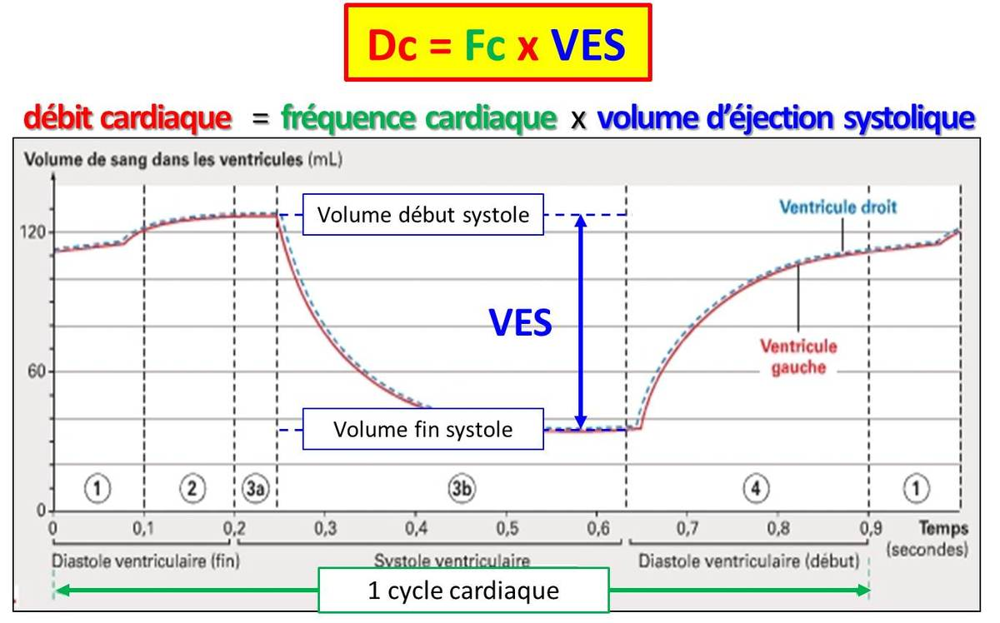 Dc = Fc x VES
débit cardiaque = fréquence cardiaque x volume d'éjection systolique
Volume de sang dans les ventricules (mL)
Volume début systole
Ventricule droit
120
VES
Ventricule
gauche
60
Volume fin systole
1 2 3a 3b 4 1
0
0 0,1 0,2 0,3 0,4 0,5 0,6 0,7 0,8 0,9 Temps
(secondes)
Diastole ventriculaire (fin) Systole ventriculaire Diastole ventriculaire (début)
1 cycle cardiaque